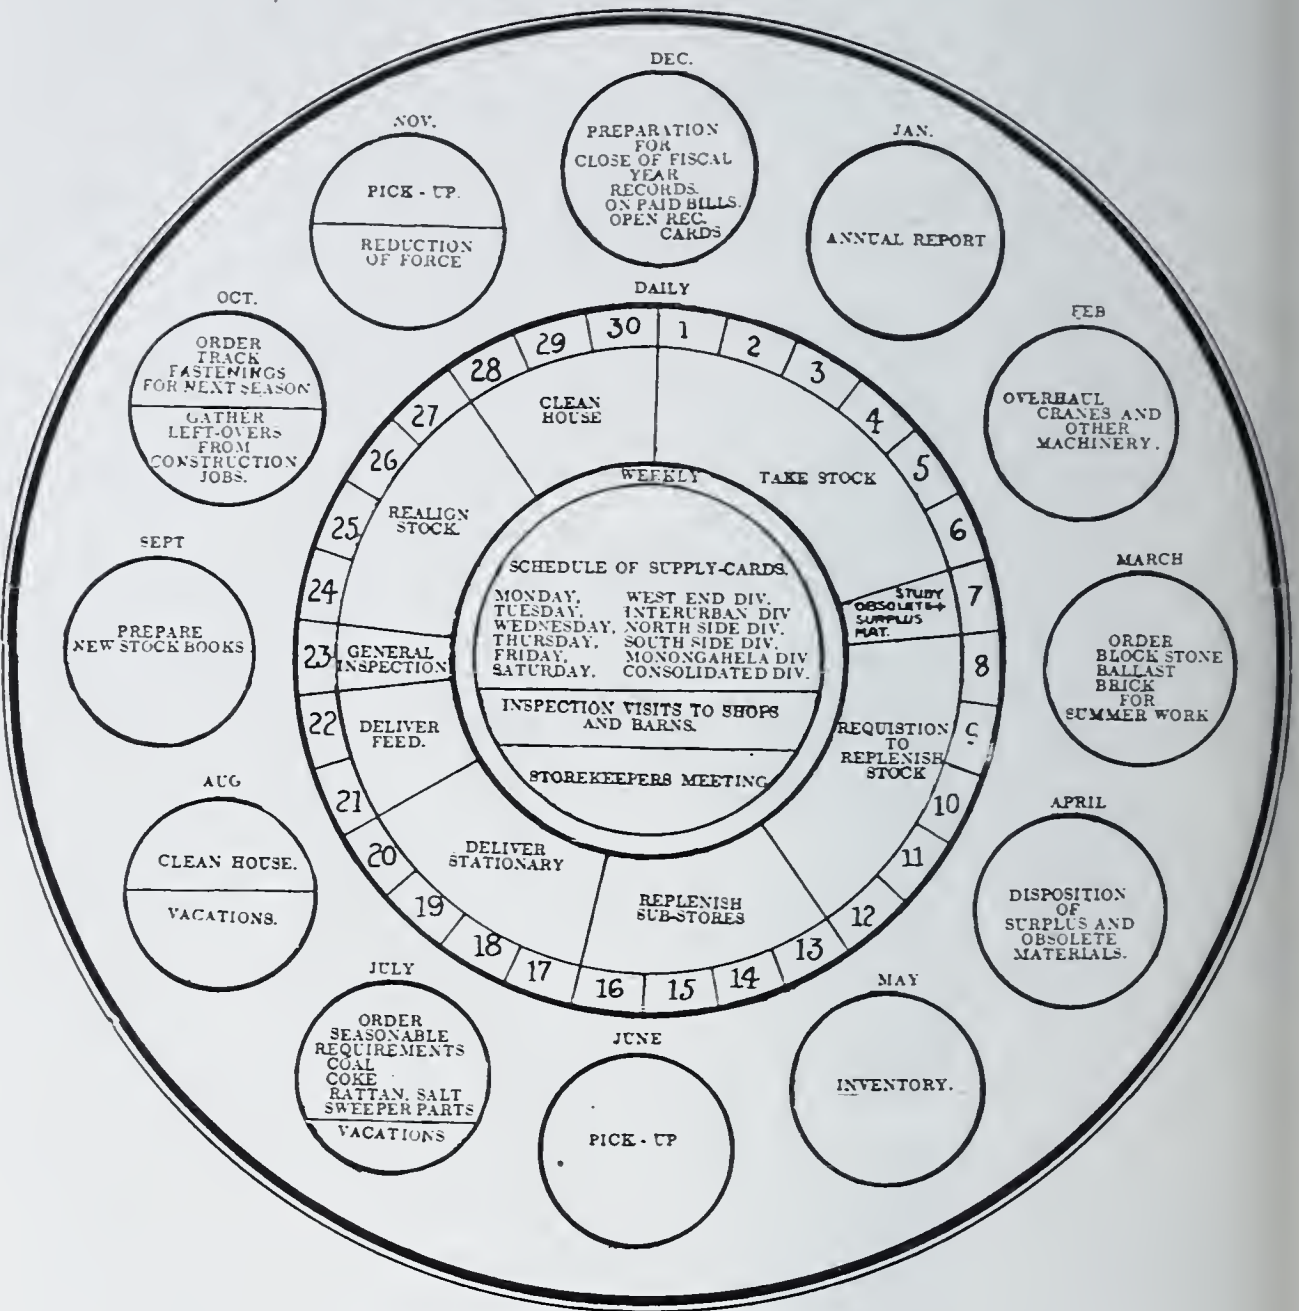 DEC.
PREPARATION
FOR
CLOSE OF FISCAL
YEAR
RECORDS.
ON PAID BILLS.
OPEN REC.
CARDS
JAN.
ANNUAL REPORT
FEB
OVERHAUL
CRANES AND
OTHER
MACHINERY.
MARCH
ORDER
BLOCK STONE
BALLAST
BRICK
FOR
SUMMER WORK
APRIL
DISPOSITION
OF
SURPLUS AND
OBSOLETE
MATERIALS.
MAY
INVENTORY.
JUNE
PICK - UP
JULY
ORDER
SEASONABLE
REQUIREMENTS
COAL
COKE
RATTAN, SALT
SWEEPER PARTS
VACATIONS
AUG
CLEAN HOUSE.
VACATIONS.
SEPT
PREPARE
NEW STOCK BOOKS
OCT.
ORDER
TRACK
FASTENINGS
FOR NEXT SEASON
GATHER
LEFT-OVERS
FROM
CONSTRUCTION
JOBS.
NOV.
PICK - UP.
REDUCTION
OF FORCE
DAILY
1
2
3
4
5
6
7
8
9
10
11
12
13
14
15
16
17
18
19
20
21
22
23
24
25
26
27
28
29
30
TAKE STOCK
STUDY
OBSOLETE +
SURPLUS
MAT.
REQUISTION
TO
REPLENISH
STOCK
REPLENISH
SUB-STORES
DELIVER
STATIONARY
DELIVER
FEED.
GENERAL
INSPECTION
REALIGN
STOCK.
CLEAN
HOUSE
WEEKLY
SCHEDULE OF SUPPLY-CARDS.
MONDAY, WEST END DIV.
TUESDAY, INTERURBAN DIV
WEDNESDAY, NORTH SIDE DIV.
THURSDAY, SOUTH SIDE DIV.
FRIDAY, MONONGAHELA DIV
SATURDAY, CONSOLIDATED DIV.
INSPECTION VISITS TO SHOPS
AND BARNS.
STOREKEEPERS MEETING